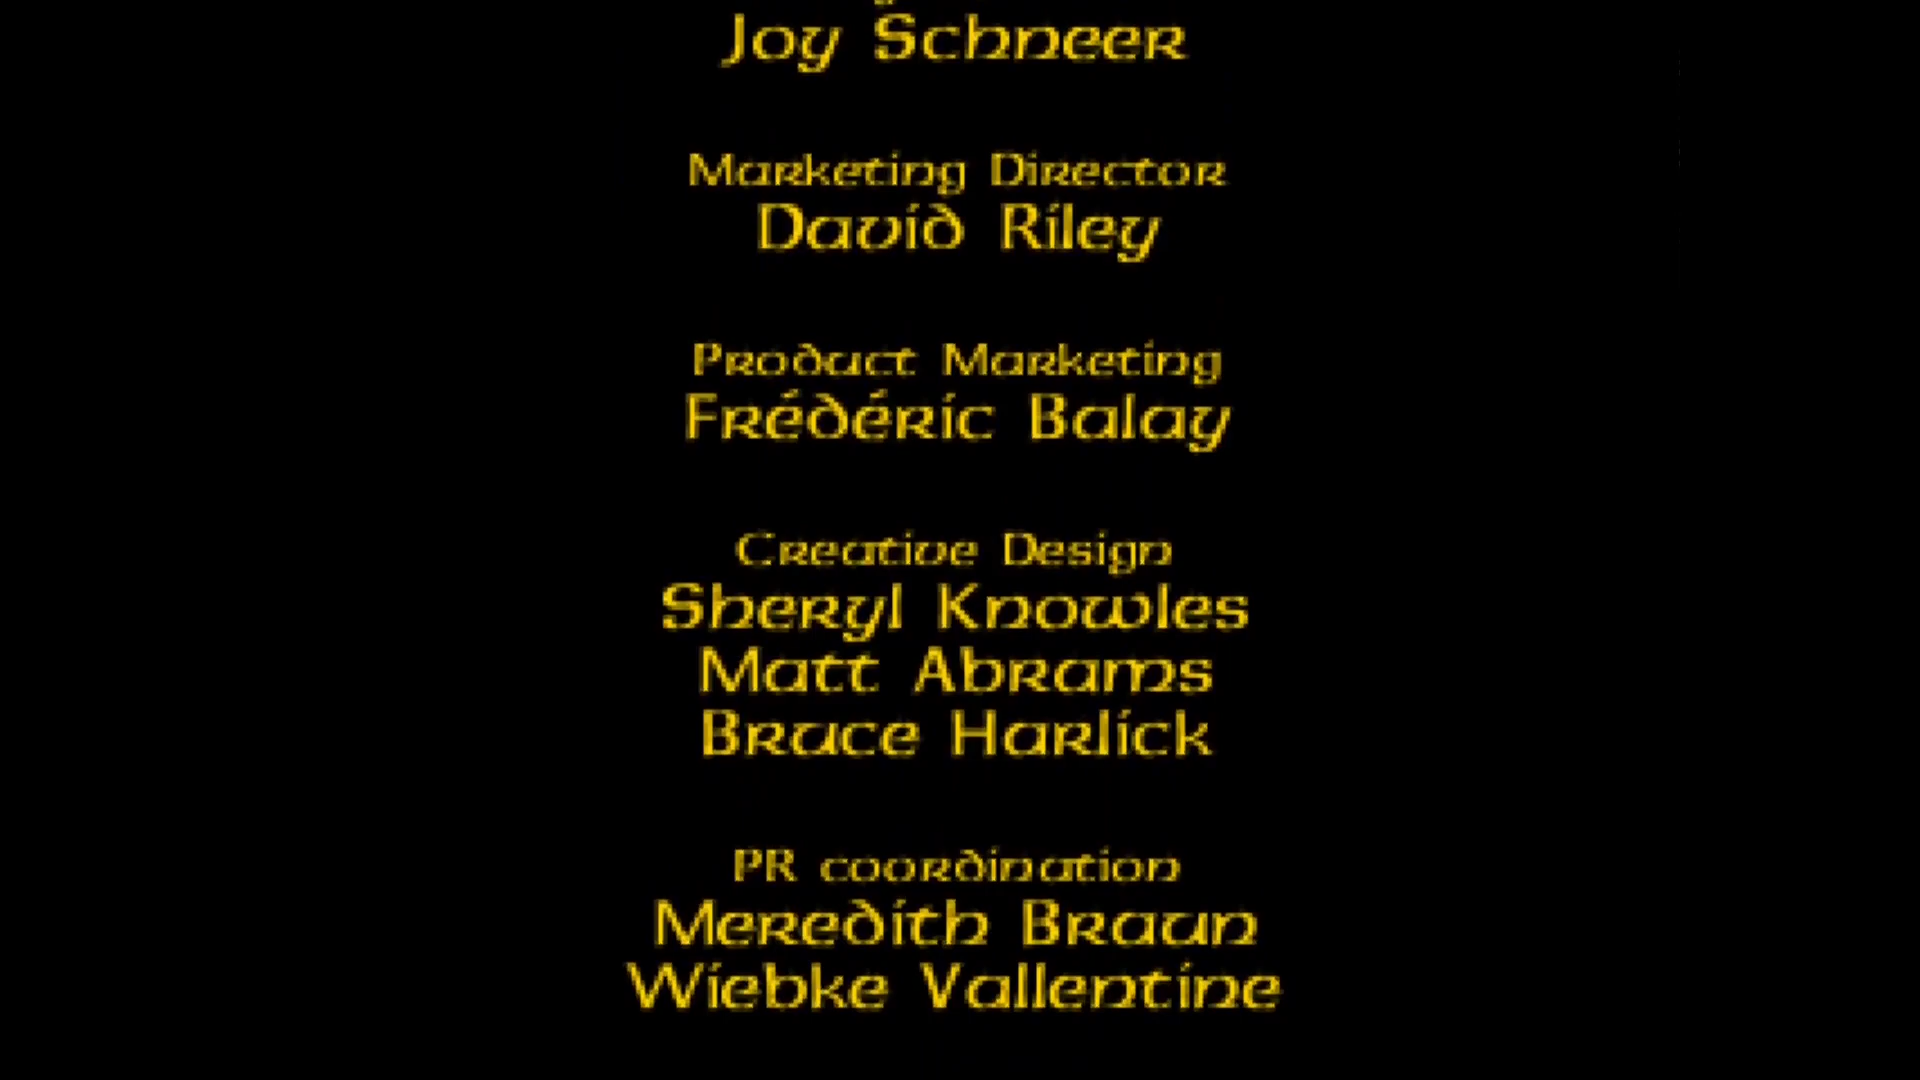 Joy Schneer
Marketing Director
David Riley
Product Marketing
Frédéric Balay
Creative Design
Sheryl Knowles
Matt Abrams
Bruce Harlick
PR coordination
Meredith Braun
Wiebke Vallentine